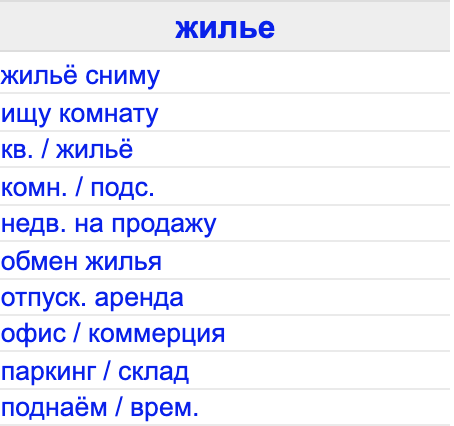 жилье
жильё сниму
ищу комнату
кв. / жильё
комн. / подс.
недв. на продажу
обмен жилья
отпуск. аренда
офис / коммерция
паркинг / склад
поднаём / врем.